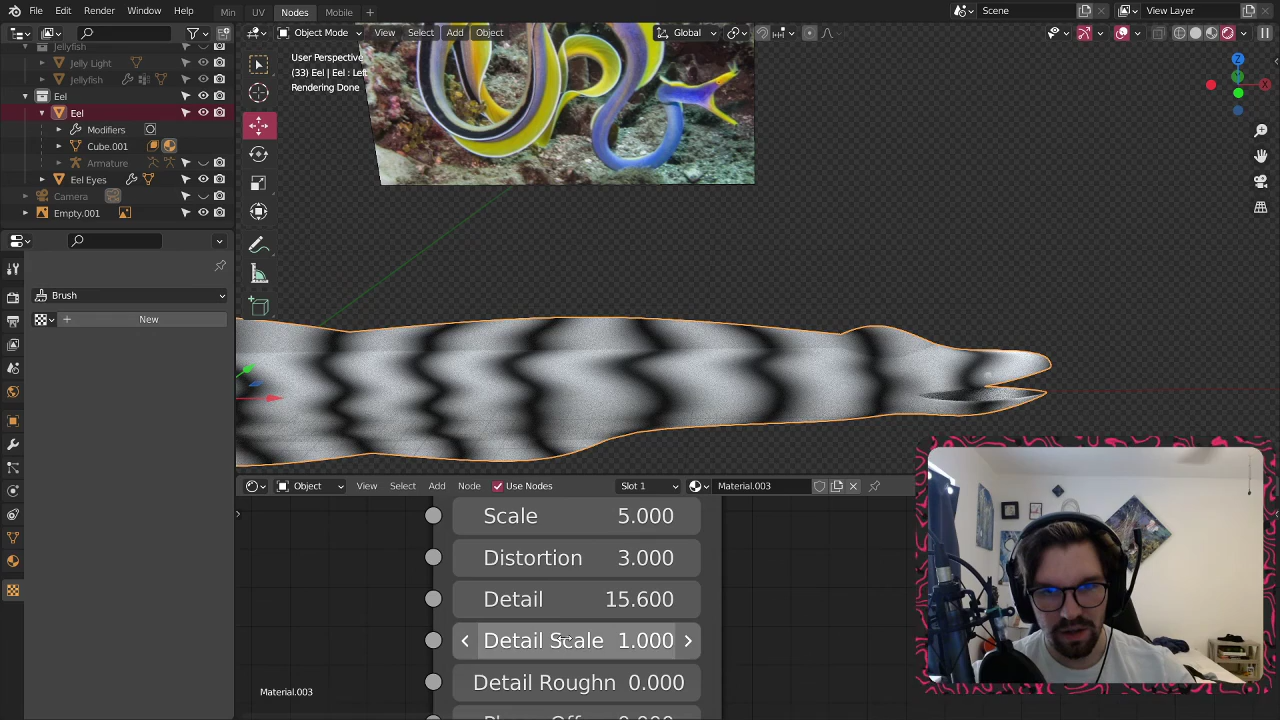 File Edit Render Window Help Min UV Nodes Mobile + Scene View Layer
Object Mode View Select Add Object Global
Jellyfish
Jelly Light
Jellyfish
Eel
Eel
Modifiers
Cube.001
Armature
Eel Eyes
Camera
Empty.001
User Perspective
(33) Eel | Eel : Left
Rendering Done
X
Z
Brush
+ New
Object View Select Add Node Use Nodes Slot 1 Material.003
Scale 5.000
Distortion 3.000
Detail 15.600
Detail Scale 1.000
Detail Roughn 0.000
Material.003